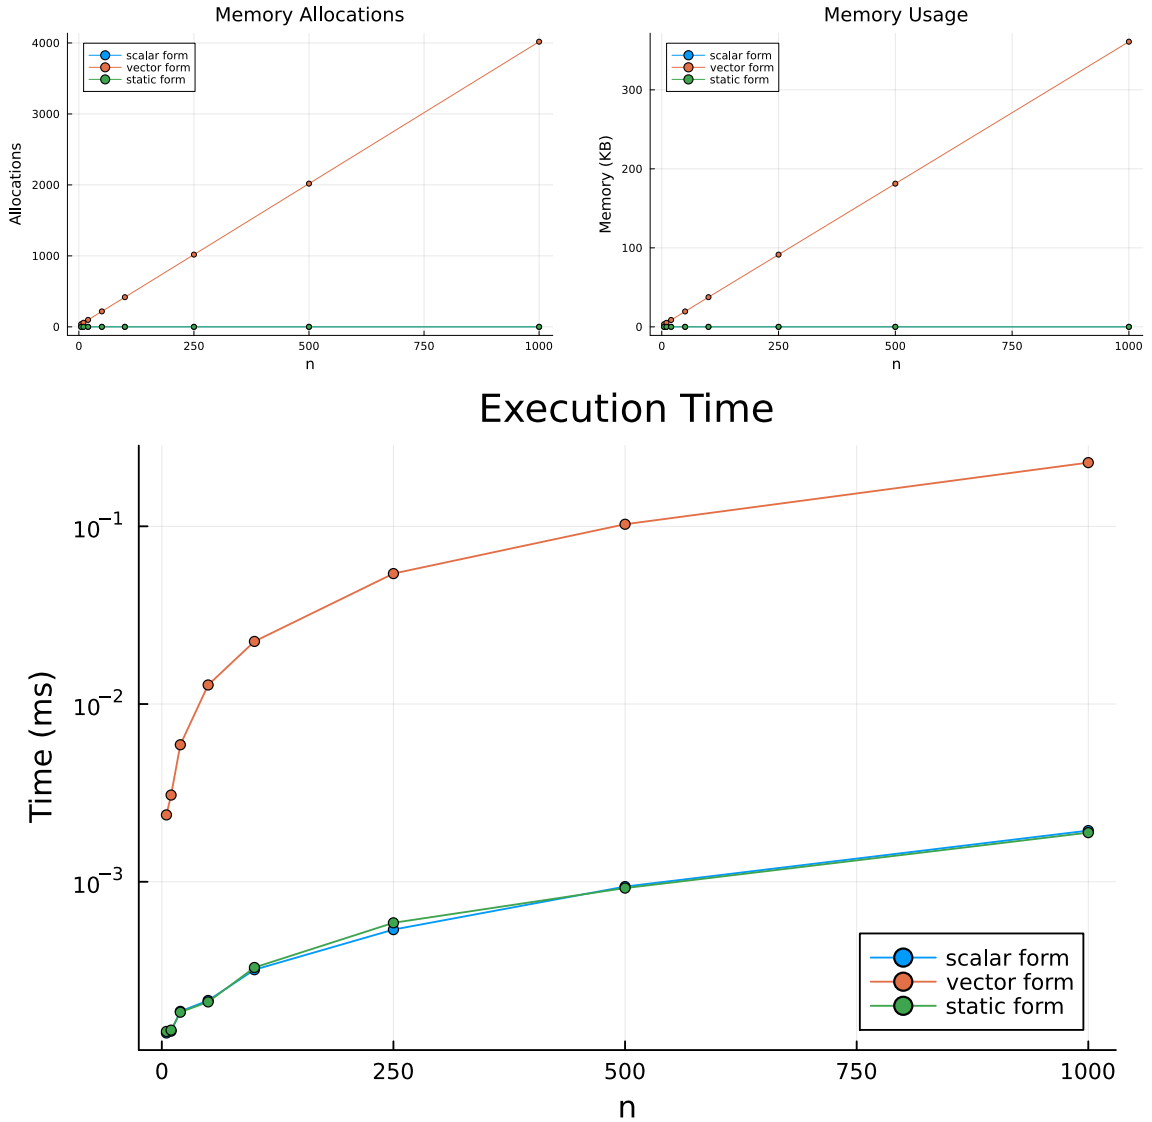 Memory Allocations
scalar form
vector form
static form
4000
3000
2000
1000
0
Allocations
0
250
500
750
1000
n
Memory Usage
scalar form
vector form
static form
300
200
100
0
Memory (KB)
0
250
500
750
1000
n
Execution Time
10⁻¹
10⁻²
10⁻³
Time (ms)
scalar form
vector form
static form
0
250
500
750
1000
n